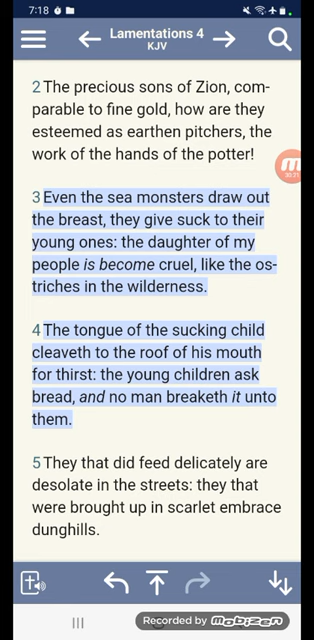 7:18
Lamentations 4
KJV
2 The precious sons of Zion, com-
parable to fine gold, how are they
esteemed as earthen pitchers, the
work of the hands of the potter!
3 Even the sea monsters draw out
the breast, they give suck to their
young ones: the daughter of my
people is become cruel, like the os-
triches in the wilderness.
4 The tongue of the sucking child
cleaveth to the roof of his mouth
for thirst: the young children ask
bread, and no man breaketh it unto
them.
5 They that did feed delicately are
desolate in the streets: they that
were brought up in scarlet embrace
dunghills.
Recorded by mobizen